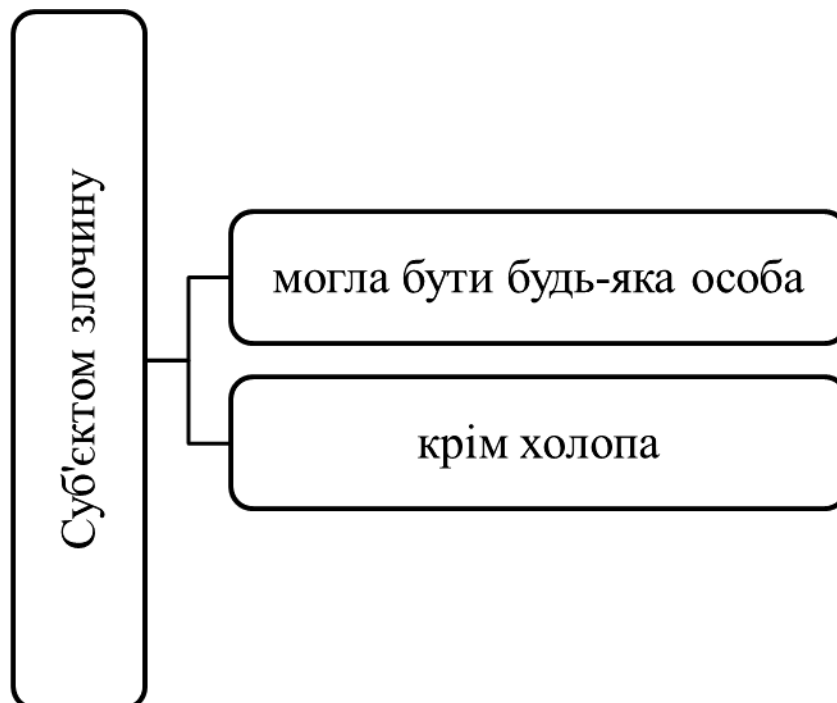 Суб'єктом злочину
могла бути будь-яка особа
крім холопа